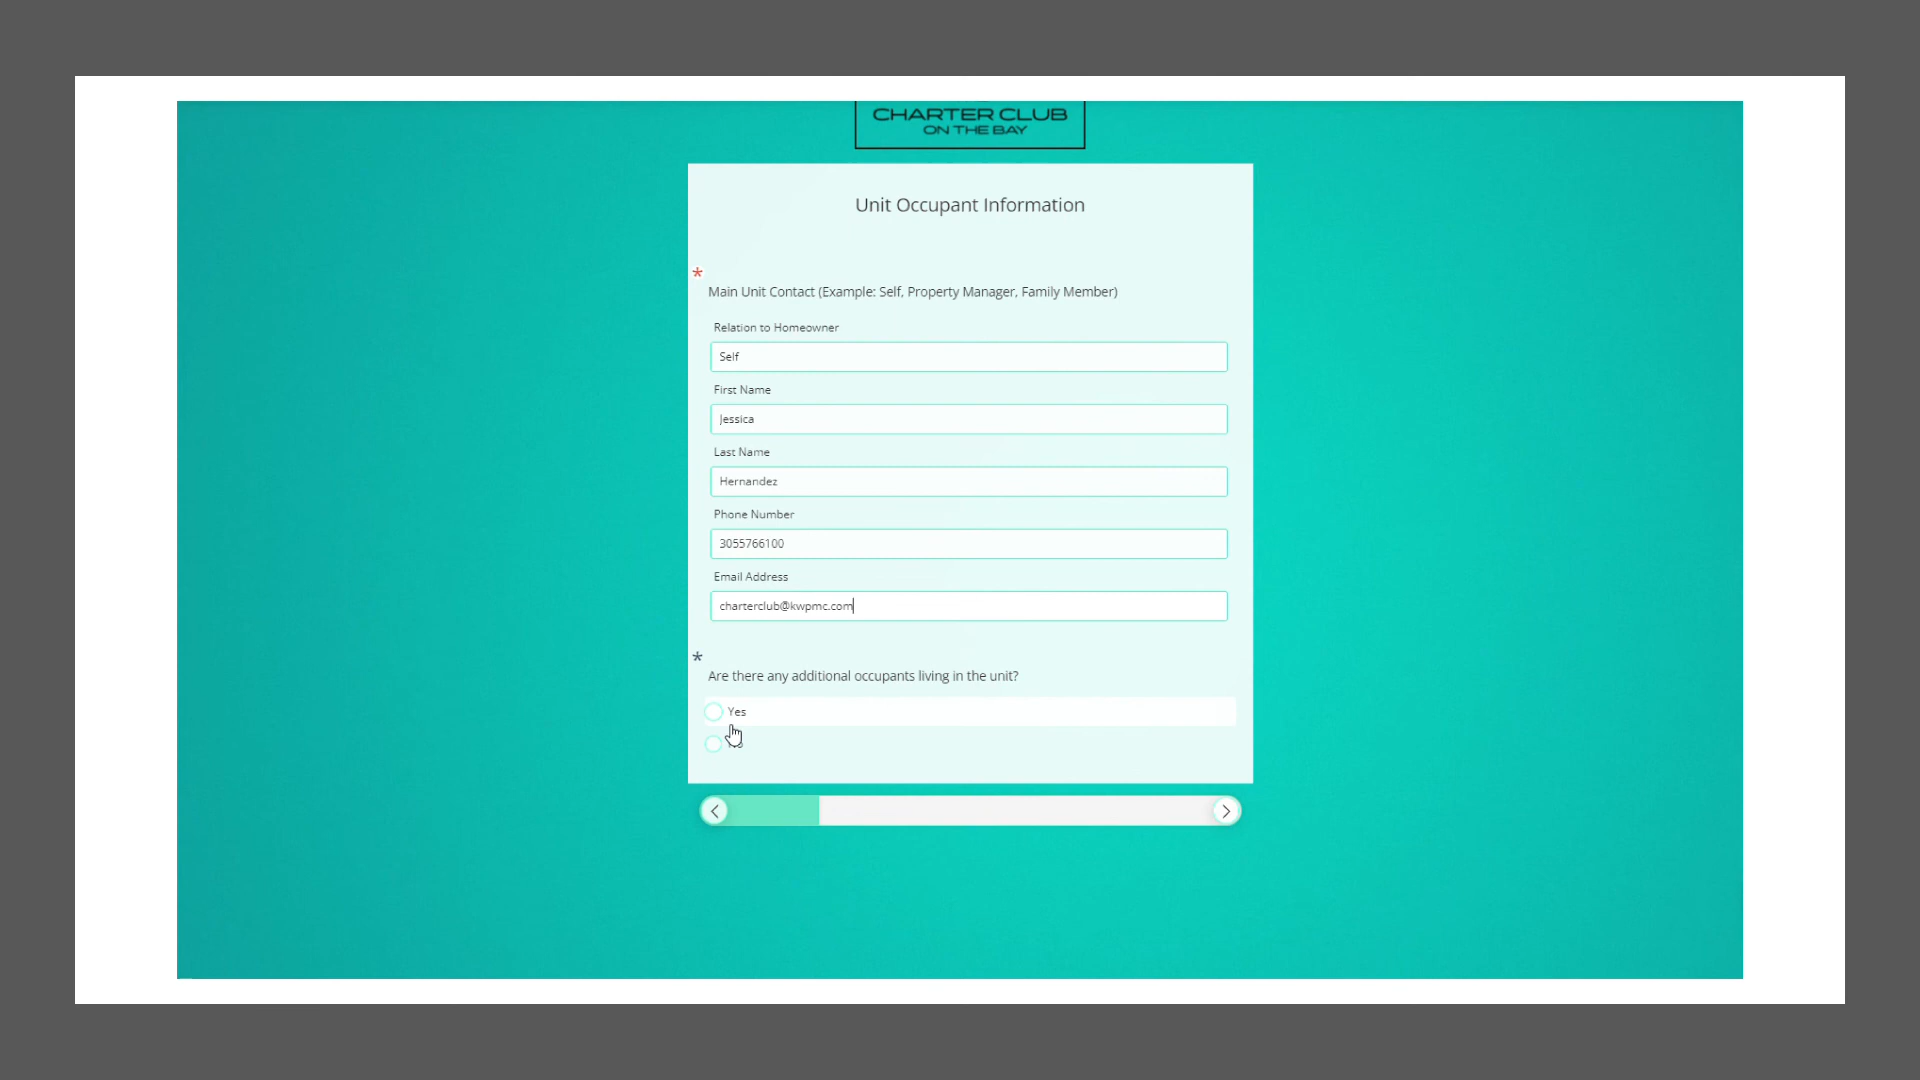 CHARTER CLUB
ON THE BAY
Unit Occupant Information
*
Main Unit Contact (Example: Self, Property Manager, Family Member)
Relation to Homeowner
Self
First Name
Jessica
Last Name
Hernandez
Phone Number
3055766100
Email Address
charterclub@kwpmc.com
*
Are there any additional occupants living in the unit?
Yes